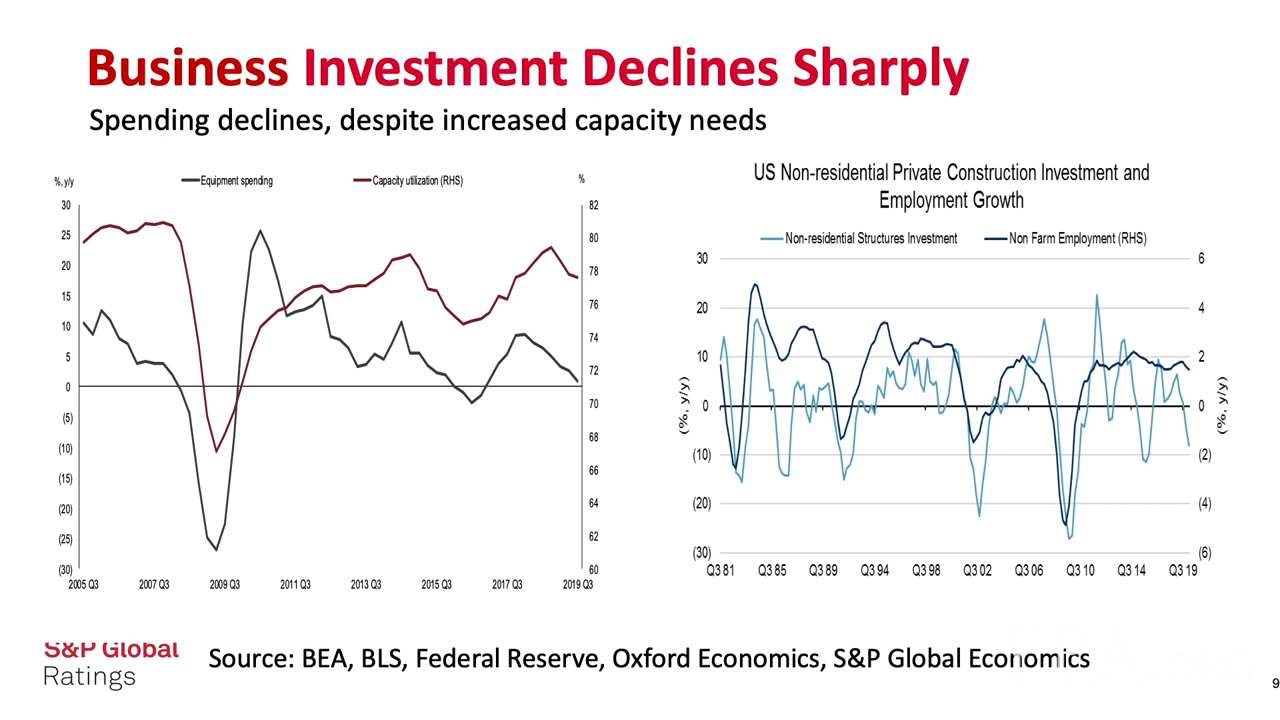 Business Investment Declines Sharply
Spending declines, despite increased capacity needs
%, y/y
Equipment spending
Capacity utilization (RHS)
%
30
25
20
15
10
5
0
(5)
(10)
(15)
(20)
(25)
(30)
82
80
78
76
74
72
70
68
66
64
62
60
2005 Q3 2007 Q3 2009 Q3 2011 Q3 2013 Q3 2015 Q3 2017 Q3 2019 Q3
US Non-residential Private Construction Investment and
Employment Growth
Non-residential Structures Investment
Non Farm Employment (RHS)
(%, y/y)
30
20
10
0
(10)
(20)
(30)
6
4
2
0
(2)
(4)
(6)
(%, y/y)
Q3 81 Q3 85 Q3 89 Q3 94 Q3 98 Q3 02 Q3 06 Q3 10 Q3 14 Q3 19
S&P Global
Ratings
Source: BEA, BLS, Federal Reserve, Oxford Economics, S&P Global Economics
9